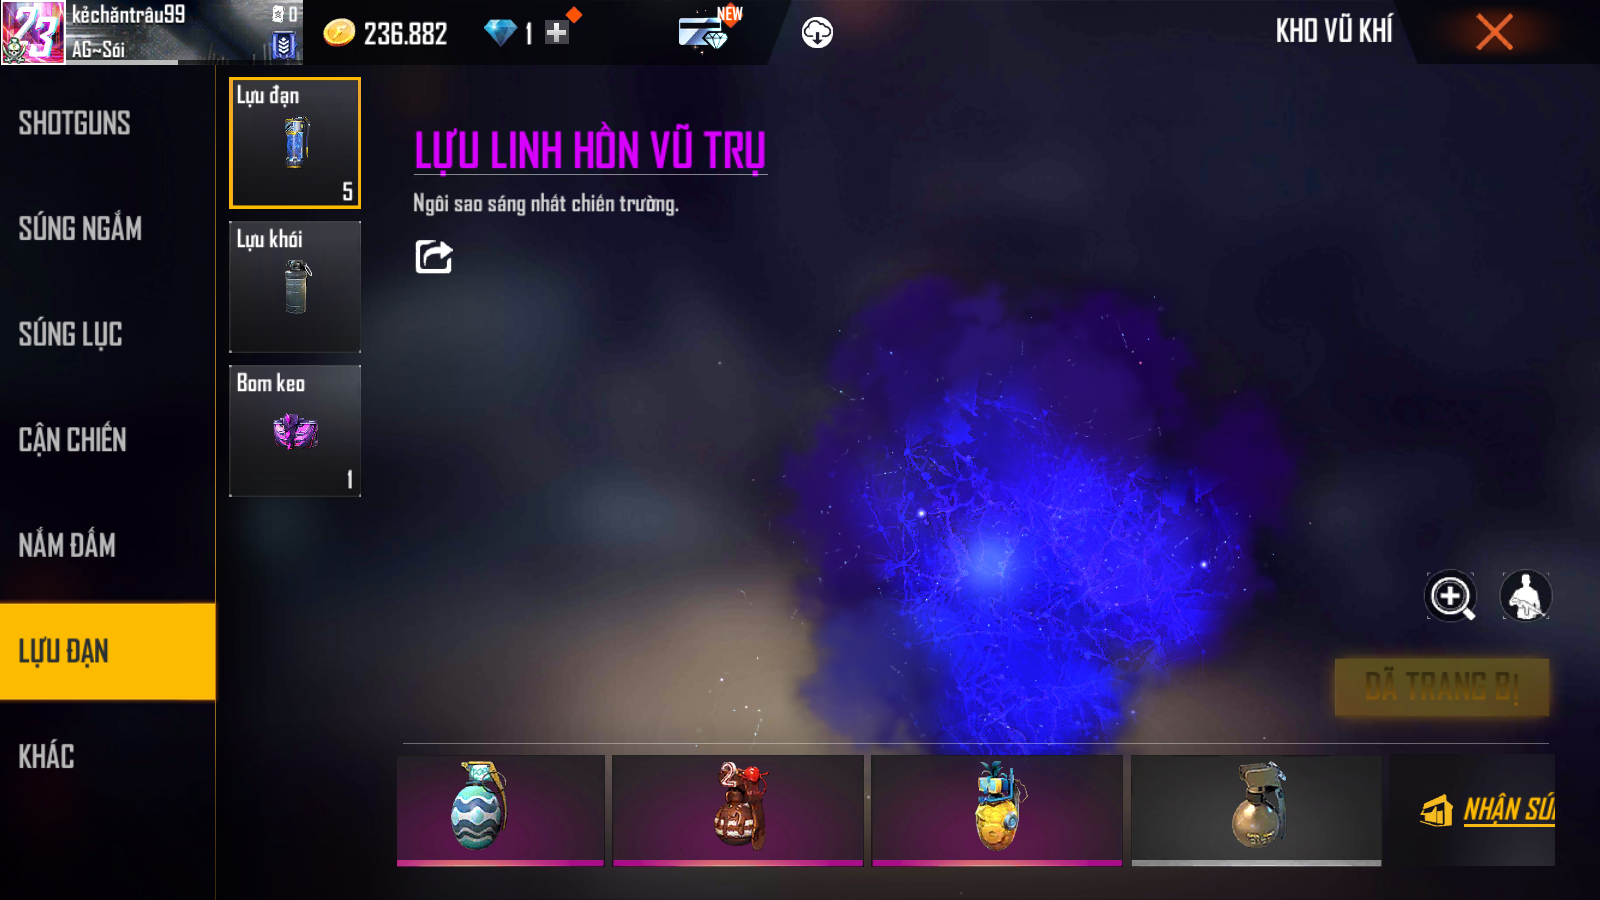 kẻchăntrâu99
AG~Sói
0
236.882
1
NEW
KHO VŨ KHÍ
SHOTGUNS
SÚNG NGẮM
SÚNG LỤC
CẬN CHIẾN
NẮM ĐẤM
LỰU ĐẠN
KHÁC
Lựu đạn
5
Lựu khói
Bom keo
1
LỰU LINH HỒN VŨ TRỤ
Ngôi sao sáng nhất chiến trường.
ĐÃ TRANG BỊ
NHẬN SÚ